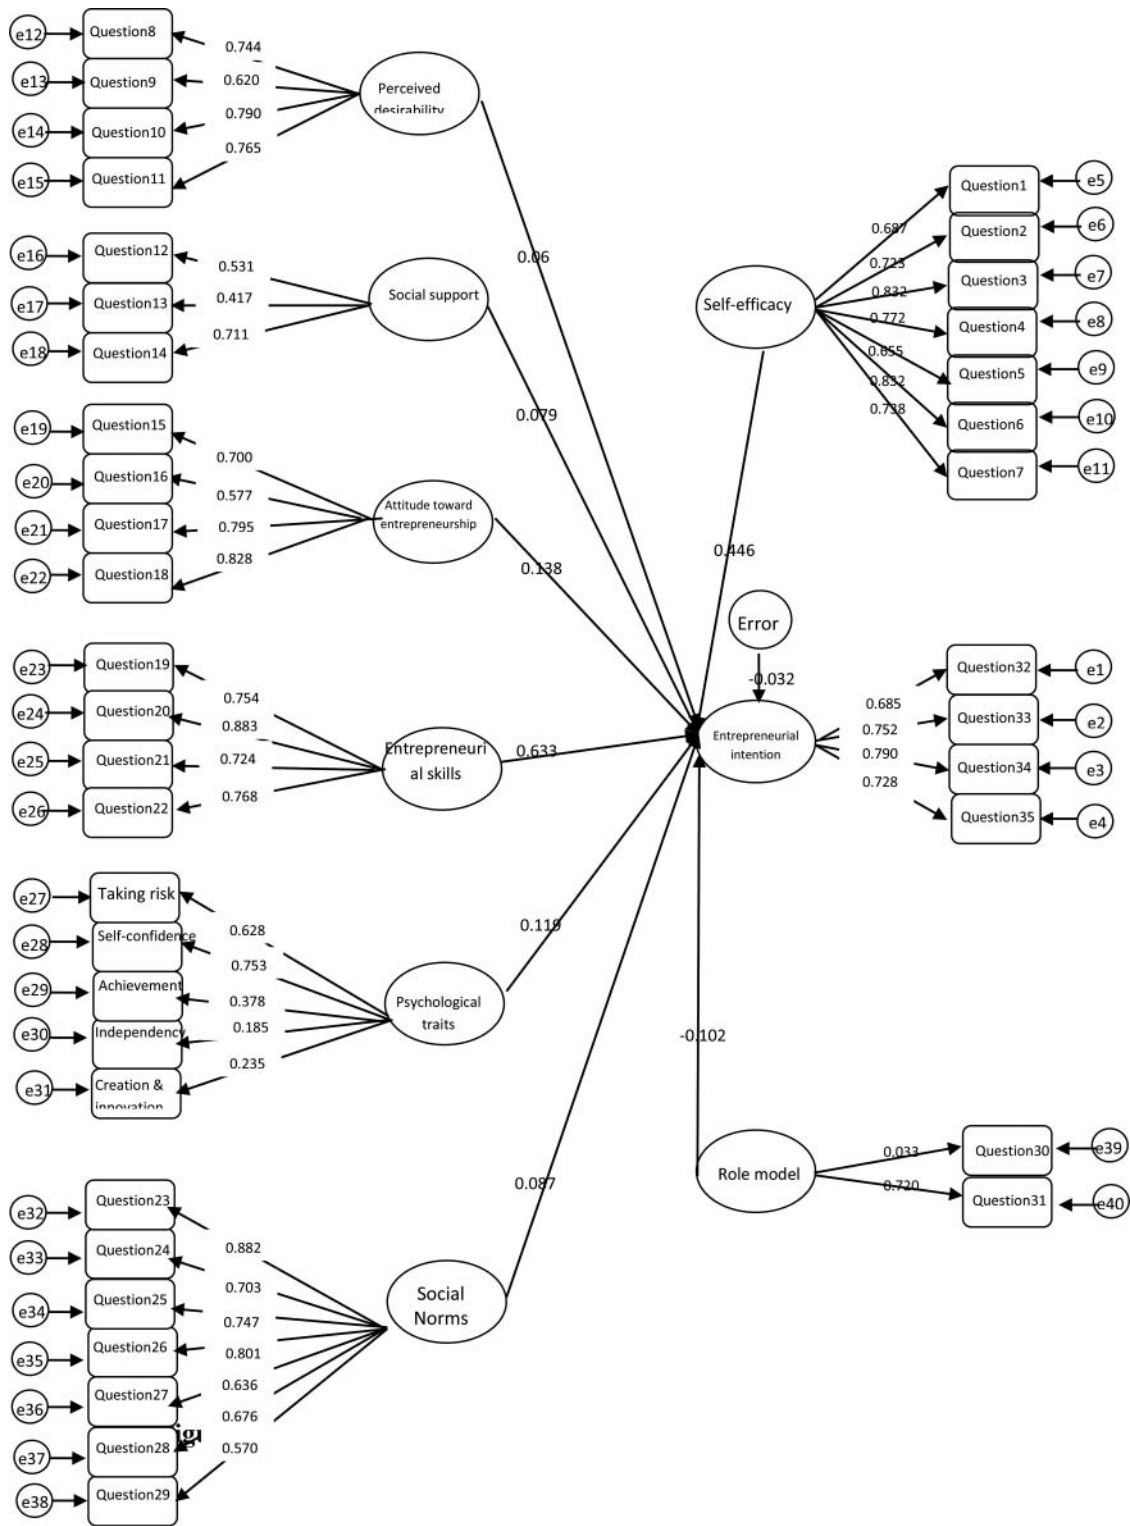 e12
Question8
0.744
e13
Question9
0.620
e14
Question10
0.790
e15
Question11
0.765
Perceived
desirability
0.06
e16
Question12
0.531
e17
Question13
0.417
e18
Question14
0.711
Social support
0.079
e19
Question15
0.700
e20
Question16
0.577
e21
Question17
0.795
e22
Question18
0.828
Attitude toward
entrepreneurship
0.138
e23
Question19
0.754
e24
Question20
0.883
e25
Question21
0.724
e26
Question22
0.768
Entrepreneuri
al skills
0.633
e27
Taking risk
0.628
e28
Self-confidence
0.753
e29
Achievement
0.378
e30
Independency
0.185
e31
Creation &
innovation
0.235
Psychological
traits
0.119
e32
Question23
0.882
e33
Question24
0.703
e34
Question25
0.747
e35
Question26
0.801
e36
Question27
0.636
e37
Question28
0.676
e38
Question29
0.570
Social
Norms
0.087
Self-efficacy
0.446
0.687
Question1
e5
0.723
Question2
e6
0.832
Question3
e7
0.772
Question4
e8
0.655
Question5
e9
0.832
Question6
e10
0.738
Question7
e11
Error
-0.032
Entrepreneurial
intention
0.685
Question32
e1
0.752
Question33
e2
0.790
Question34
e3
0.728
Question35
e4
-0.102
Role model
0.033
Question30
e39
0.720
Question31
e40